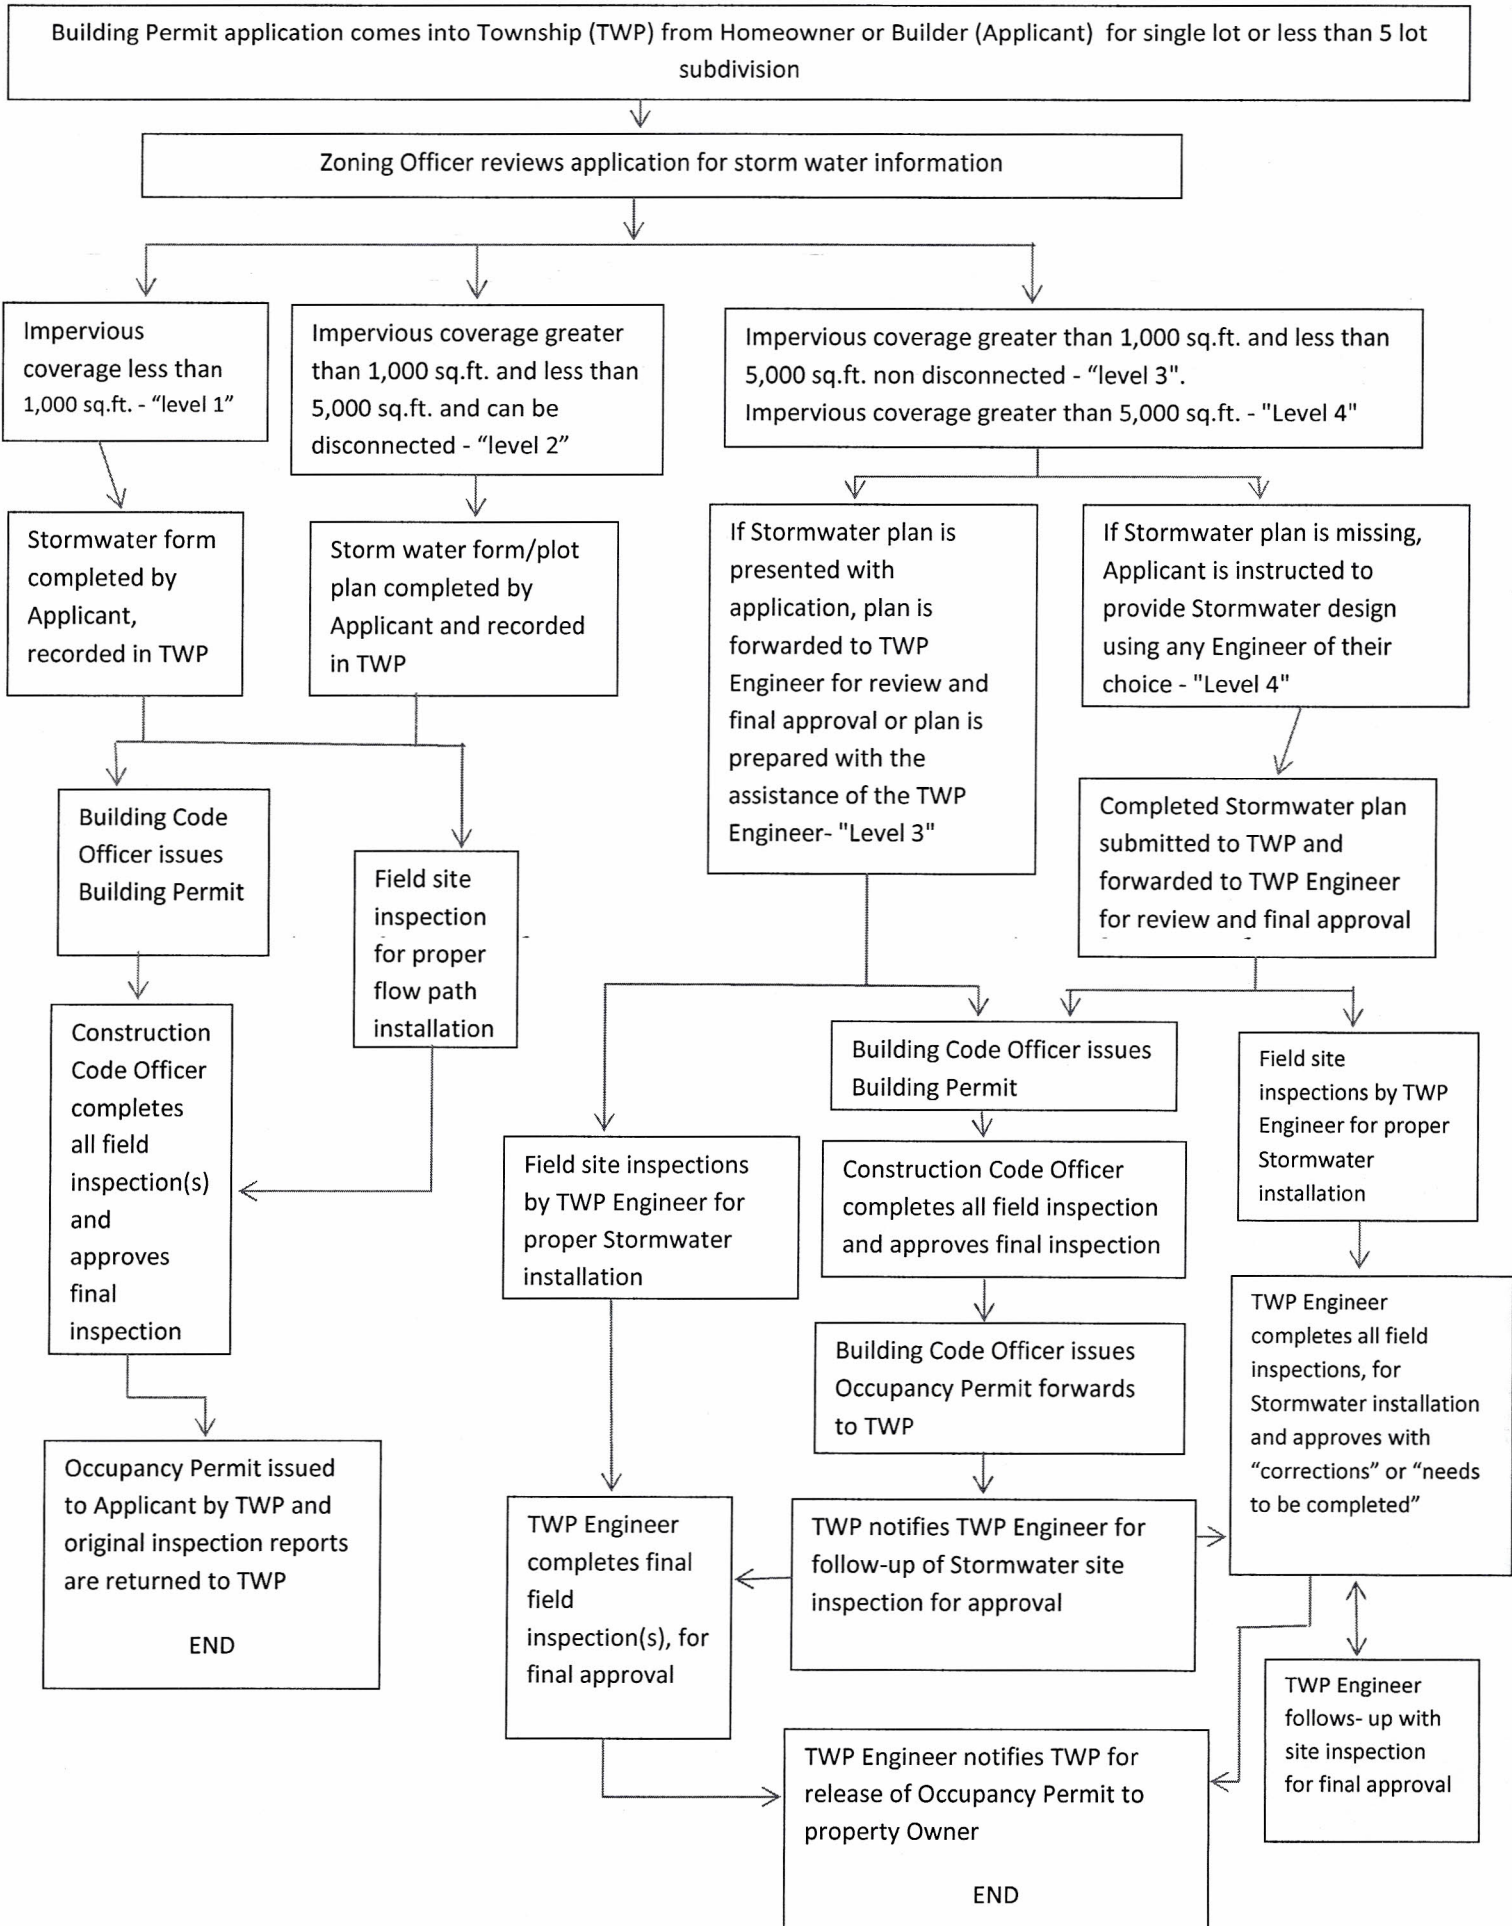 Building Permit application comes into Township (TWP) from Homeowner or Builder (Applicant) for single lot or less than 5 lot
subdivision
Zoning Officer reviews application for storm water information
Impervious
coverage less than
1,000 sq.ft. - “level 1”
Impervious coverage greater
than 1,000 sq.ft. and less than
5,000 sq.ft. and can be
disconnected - “level 2”
Impervious coverage greater than 1,000 sq.ft. and less than
5,000 sq.ft. non disconnected - “level 3".
Impervious coverage greater than 5,000 sq.ft. - "Level 4"
Stormwater form
completed by
Applicant,
recorded in TWP
Storm water form/plot
plan completed by
Applicant and recorded
in TWP
If Stormwater plan is
presented with
application, plan is
forwarded to TWP
Engineer for review and
final approval or plan is
prepared with the
assistance of the TWP
Engineer- "Level 3"
If Stormwater plan is missing,
Applicant is instructed to
provide Stormwater design
using any Engineer of their
choice - "Level 4"
Building Code
Officer issues
Building Permit
Field site
inspection
for proper
flow path
installation
Completed Stormwater plan
submitted to TWP and
forwarded to TWP Engineer
for review and final approval
Construction
Code Officer
completes
all field
inspection(s)
and
approves
final
inspection
Building Code Officer issues
Building Permit
Field site
inspections by TWP
Engineer for proper
Stormwater
installation
Field site inspections
by TWP Engineer for
proper Stormwater
installation
Construction Code Officer
completes all field inspection
and approves final inspection
TWP Engineer
completes all field
inspections, for
Stormwater installation
and approves with
“corrections” or “needs
to be completed”
Building Code Officer issues
Occupancy Permit forwards
to TWP
Occupancy Permit issued
to Applicant by TWP and
original inspection reports
are returned to TWP
END
TWP Engineer
completes final
field
inspection(s), for
final approval
TWP notifies TWP Engineer for
follow-up of Stormwater site
inspection for approval
TWP Engineer
follows- up with
site inspection
for final approval
TWP Engineer notifies TWP for
release of Occupancy Permit to
property Owner
END